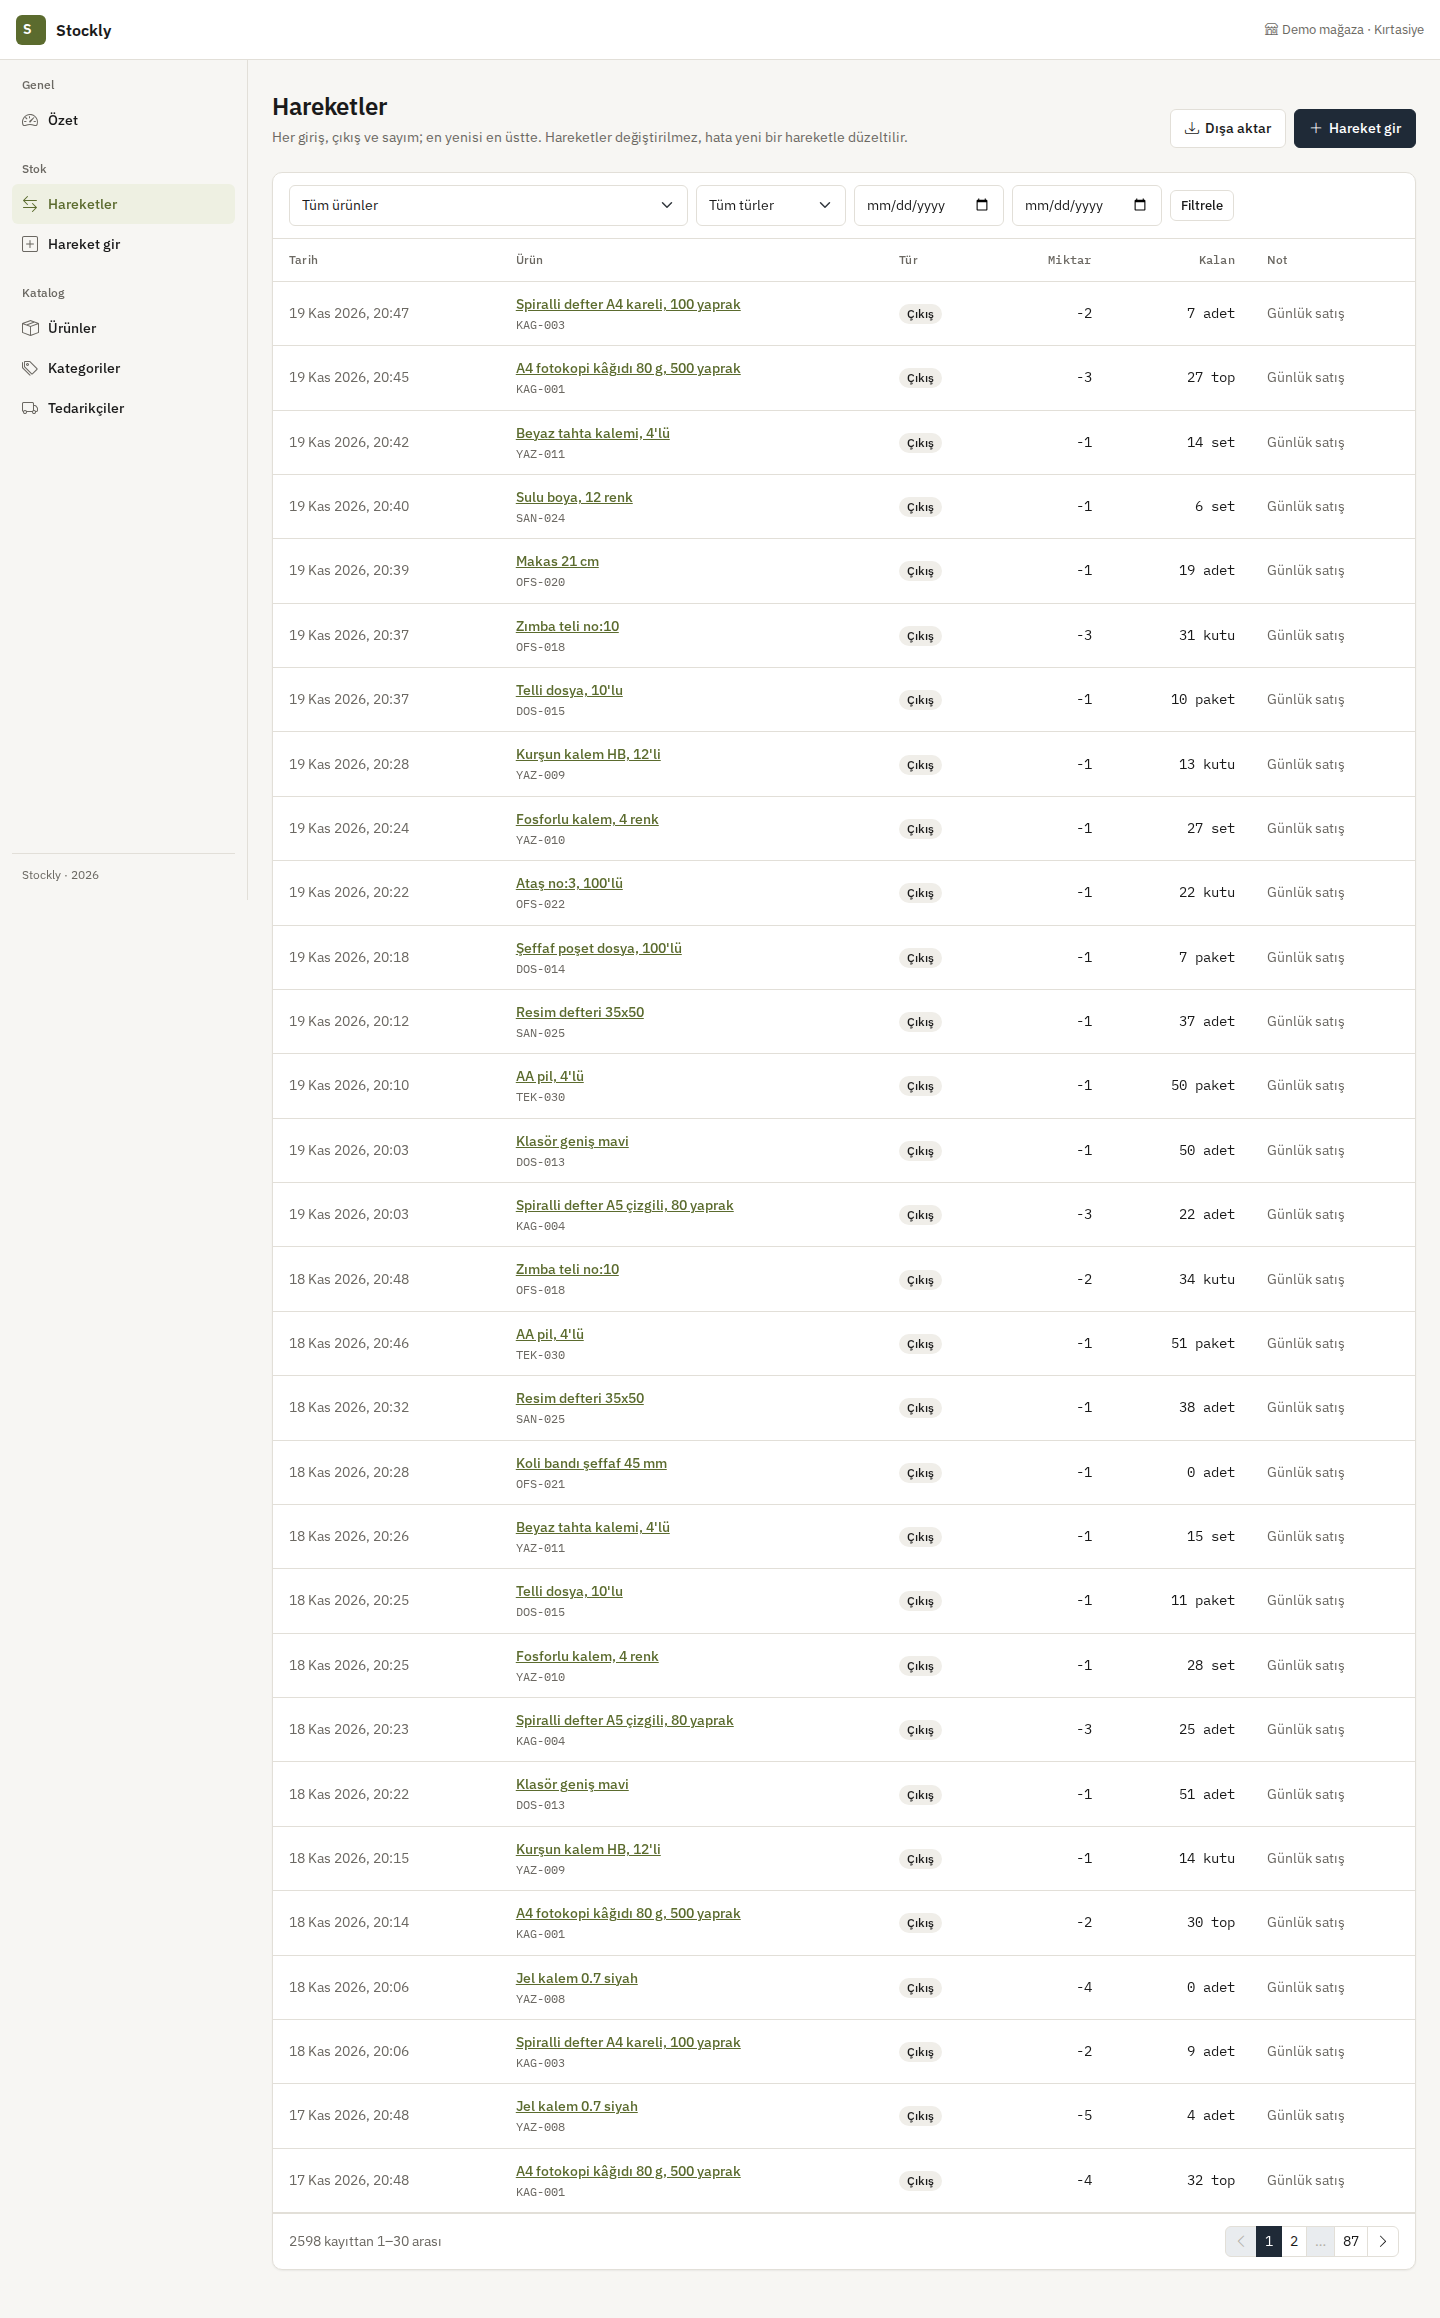 S Stockly
Demo mağaza · Kırtasiye
Genel
Özet
Stok
Hareketler
Hareket gir
Katalog
Ürünler
Kategoriler
Tedarikçiler
Stockly · 2026
Hareketler
Her giriş, çıkış ve sayım; en yenisi en üstte. Hareketler değiştirilmez, hata yeni bir hareketle düzeltilir.
Dışa aktar
Hareket gir
Tüm ürünler Tüm türler mm/dd/yyyy mm/dd/yyyy Filtrele
Tarih Ürün Tür Miktar Kalan Not
19 Kas 2026, 20:47 Spiralli defter A4 kareli, 100 yaprak Çıkış -2 7 adet Günlük satış
KAG-003
19 Kas 2026, 20:45 A4 fotokopi kâğıdı 80 g, 500 yaprak Çıkış -3 27 top Günlük satış
KAG-001
19 Kas 2026, 20:42 Beyaz tahta kalemi, 4'lü Çıkış -1 14 set Günlük satış
YAZ-011
19 Kas 2026, 20:40 Sulu boya, 12 renk Çıkış -1 6 set Günlük satış
SAN-024
19 Kas 2026, 20:39 Makas 21 cm Çıkış -1 19 adet Günlük satış
OFS-020
19 Kas 2026, 20:37 Zımba teli no:10 Çıkış -3 31 kutu Günlük satış
OFS-018
19 Kas 2026, 20:37 Telli dosya, 10'lu Çıkış -1 10 paket Günlük satış
DOS-015
19 Kas 2026, 20:28 Kurşun kalem HB, 12'li Çıkış -1 13 kutu Günlük satış
YAZ-009
19 Kas 2026, 20:24 Fosforlu kalem, 4 renk Çıkış -1 27 set Günlük satış
YAZ-010
19 Kas 2026, 20:22 Ataş no:3, 100'lü Çıkış -1 22 kutu Günlük satış
OFS-022
19 Kas 2026, 20:18 Şeffaf poşet dosya, 100'lü Çıkış -1 7 paket Günlük satış
DOS-014
19 Kas 2026, 20:12 Resim defteri 35x50 Çıkış -1 37 adet Günlük satış
SAN-025
19 Kas 2026, 20:10 AA pil, 4'lü Çıkış -1 50 paket Günlük satış
TEK-030
19 Kas 2026, 20:03 Klasör geniş mavi Çıkış -1 50 adet Günlük satış
DOS-013
19 Kas 2026, 20:03 Spiralli defter A5 çizgili, 80 yaprak Çıkış -3 22 adet Günlük satış
KAG-004
18 Kas 2026, 20:48 Zımba teli no:10 Çıkış -2 34 kutu Günlük satış
OFS-018
18 Kas 2026, 20:46 AA pil, 4'lü Çıkış -1 51 paket Günlük satış
TEK-030
18 Kas 2026, 20:32 Resim defteri 35x50 Çıkış -1 38 adet Günlük satış
SAN-025
18 Kas 2026, 20:28 Koli bandı şeffaf 45 mm Çıkış -1 0 adet Günlük satış
OFS-021
18 Kas 2026, 20:26 Beyaz tahta kalemi, 4'lü Çıkış -1 15 set Günlük satış
YAZ-011
18 Kas 2026, 20:25 Telli dosya, 10'lu Çıkış -1 11 paket Günlük satış
DOS-015
18 Kas 2026, 20:25 Fosforlu kalem, 4 renk Çıkış -1 28 set Günlük satış
YAZ-010
18 Kas 2026, 20:23 Spiralli defter A5 çizgili, 80 yaprak Çıkış -3 25 adet Günlük satış
KAG-004
18 Kas 2026, 20:22 Klasör geniş mavi Çıkış -1 51 adet Günlük satış
DOS-013
18 Kas 2026, 20:15 Kurşun kalem HB, 12'li Çıkış -1 14 kutu Günlük satış
YAZ-009
18 Kas 2026, 20:14 A4 fotokopi kâğıdı 80 g, 500 yaprak Çıkış -2 30 top Günlük satış
KAG-001
18 Kas 2026, 20:06 Jel kalem 0.7 siyah Çıkış -4 0 adet Günlük satış
YAZ-008
18 Kas 2026, 20:06 Spiralli defter A4 kareli, 100 yaprak Çıkış -2 9 adet Günlük satış
KAG-003
17 Kas 2026, 20:48 Jel kalem 0.7 siyah Çıkış -5 4 adet Günlük satış
YAZ-008
17 Kas 2026, 20:48 A4 fotokopi kâğıdı 80 g, 500 yaprak Çıkış -4 32 top Günlük satış
KAG-001
2598 kayıttan 1–30 arası
1 2 … 87